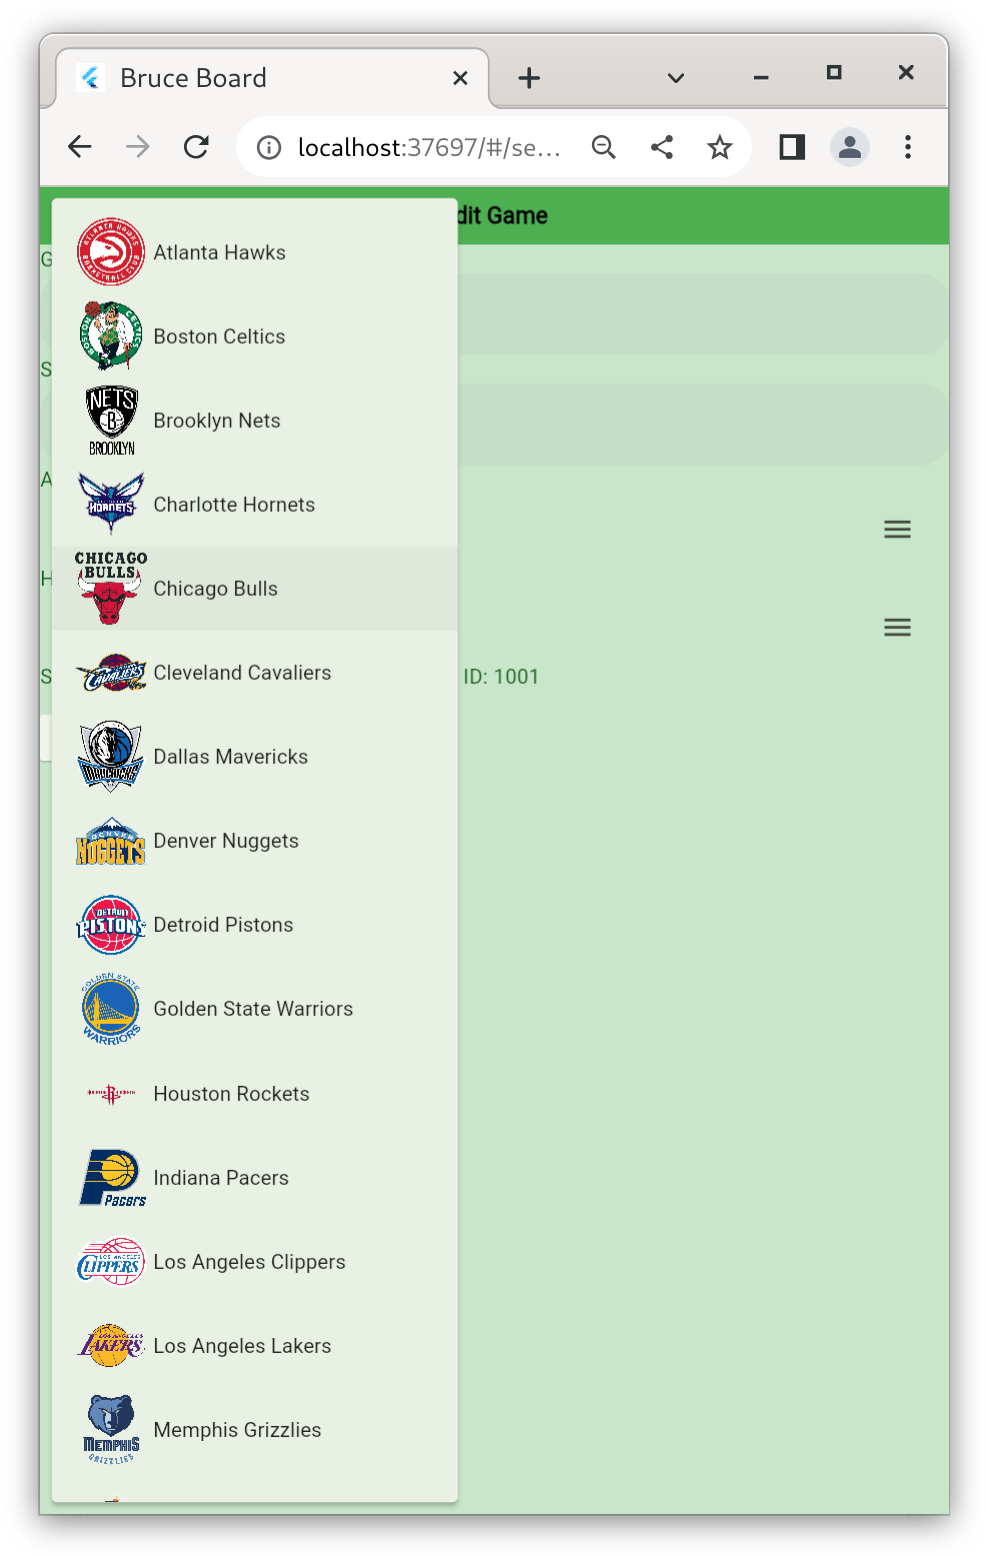 Bruce Board
localhost:37697/#/se...
dit Game
G
S
A
H
S
ID: 1001
ATLANTA HAWKS
BASKETBALL CLUB
Atlanta Hawks
BOSTON CELTICS
Boston Celtics
NETS
B
BROOKLYN
Brooklyn Nets
HORNETS
Charlotte Hornets
CHICAGO
BULLS
Chicago Bulls
CAVALIERS
Cleveland Cavaliers
MAVERICKS
Dallas Mavericks
DENVER
NUGGETS
Denver Nuggets
DETROIT
PISTONS
Detroid Pistons
GOLDEN STATE
WARRIORS
Golden State Warriors
R
Houston Rockets
Pacers
Indiana Pacers
LOS ANGELES
CLIPPERS
Los Angeles Clippers
LOS ANGELES
LAKERS
Los Angeles Lakers
MEMPHIS
GRIZZLIES
Memphis Grizzlies